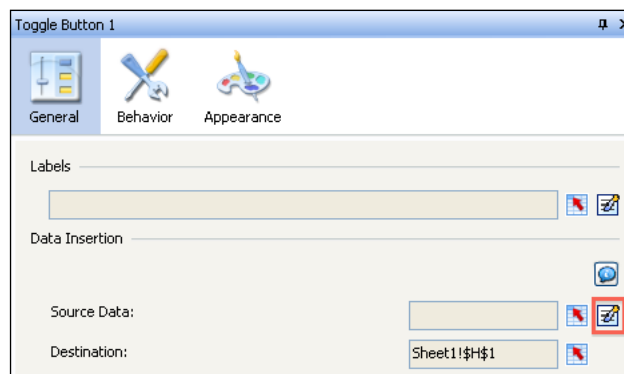 Toggle Button 1
General Behavior Appearance
Labels
Data Insertion
Source Data:
Destination: Sheet1!$H$1